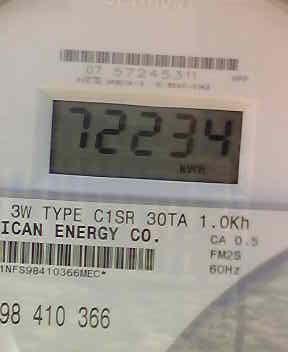 07 57245311
72234
KWH
3W TYPE C1SR 30TA 1.0Kh
ICAN ENERGY CO.
CA 0.5
FM2S
60Hz
1NFS98410366MEC*
98 410 366